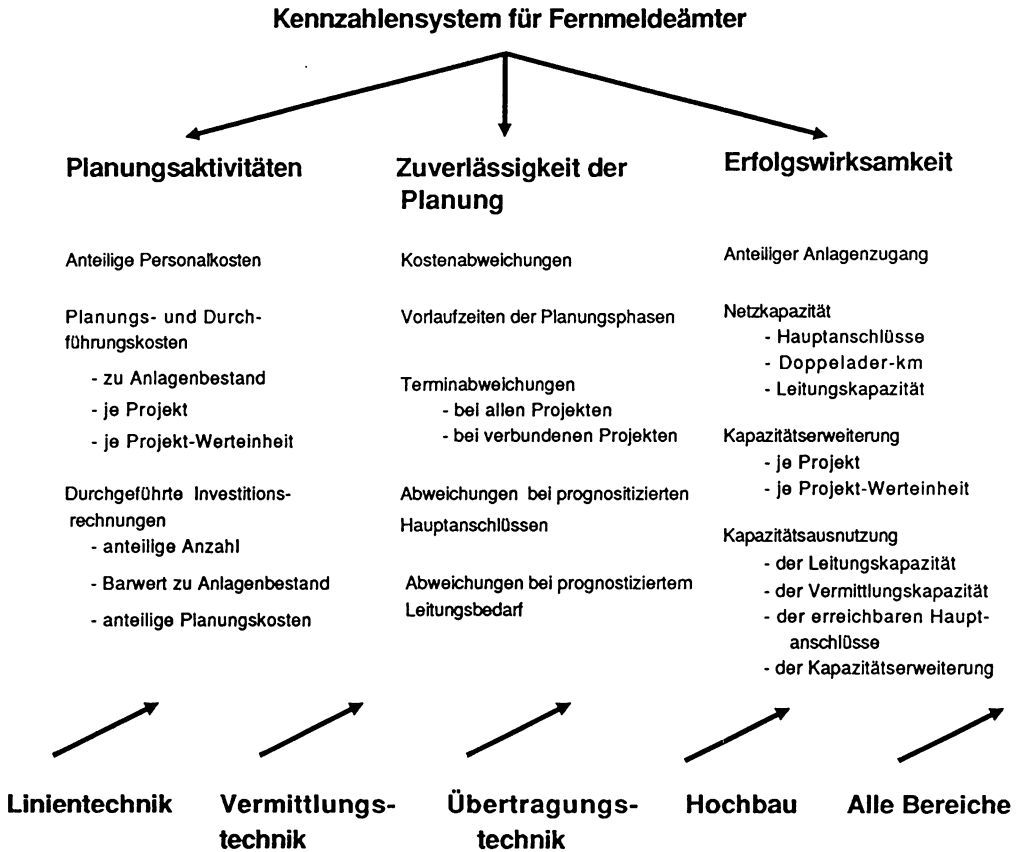 Kennzahlensystem für Fernmeldeämter
Planungsaktivitäten
Anteilige Personalkosten
Planungs- und Durch-
führungskosten
- zu Anlagenbestand
- je Projekt
- je Projekt-Werteinheit
Durchgeführte Investitions-
rechnungen
- anteilige Anzahl
- Barwert zu Anlagenbestand
- anteilige Planungskosten
Zuverlässigkeit der
Planung
Kostenabweichungen
Vorlaufzeiten der Planungsphasen
Terminabweichungen
- bei allen Projekten
- bei verbundenen Projekten
Abweichungen bei prognositizierten
Hauptanschlüssen
Abweichungen bei prognostiziertem
Leitungsbedarf
Erfolgswirksamkeit
Anteiliger Anlagenzugang
Netzkapazität
- Hauptanschlüsse
- Doppelader-km
- Leitungskapazität
Kapazitätserweiterung
- je Projekt
- je Projekt-Werteinheit
Kapazitätsausnutzung
- der Leitungskapazität
- der Vermittlungskapazität
- der erreichbaren Haupt-
anschlüsse
- der Kapazitätserweiterung
Linientechnik
Vermittlungs-
technik
Übertragungs-
technik
Hochbau
Alle Bereiche